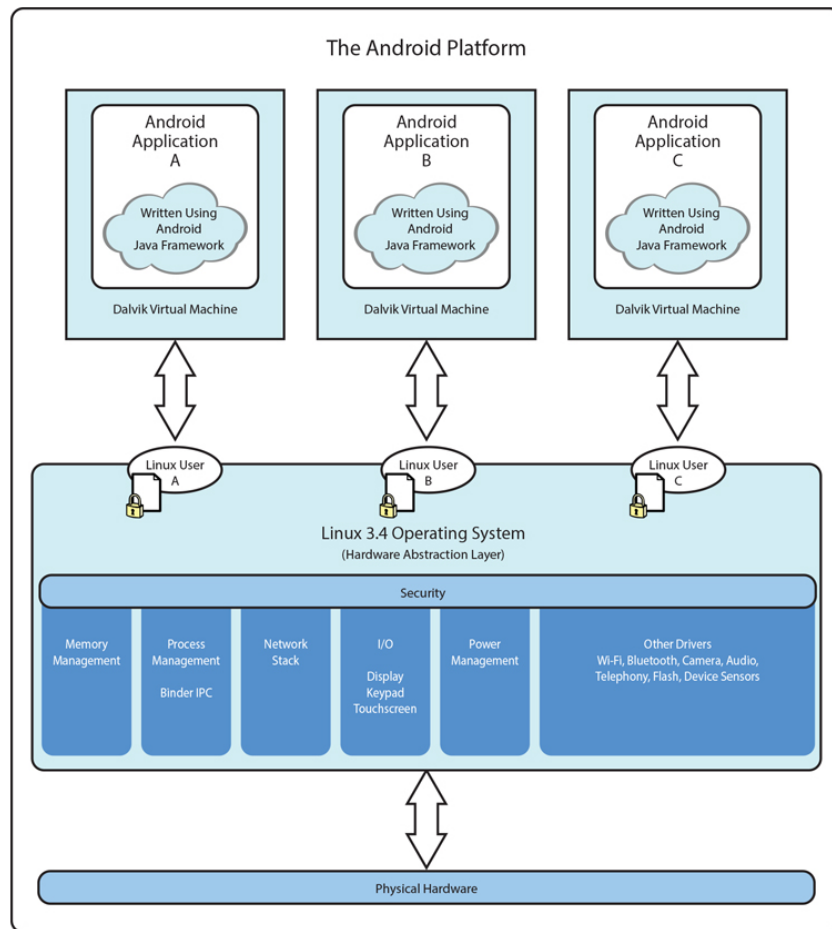 The Android Platform
Android
Application
A
Written Using
Android
Java Framework
Dalvik Virtual Machine
Android
Application
B
Written Using
Android
Java Framework
Dalvik Virtual Machine
Android
Application
C
Written Using
Android
Java Framework
Dalvik Virtual Machine
Linux User
A
Linux User
B
Linux User
C
Linux 3.4 Operating System
(Hardware Abstraction Layer)
Security
Memory
Management
Process
Management
Binder IPC
Network
Stack
I/O
Display
Keypad
Touchscreen
Power
Management
Other Drivers
Wi-Fi, Bluetooth, Camera, Audio,
Telephony, Flash, Device Sensors
Physical Hardware